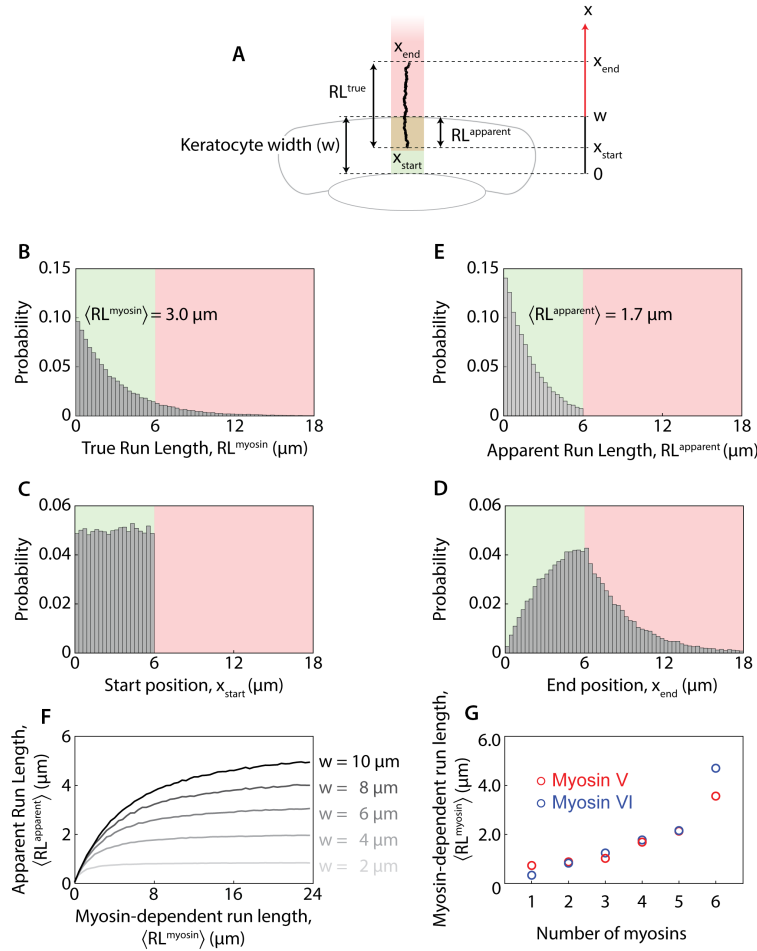 A
x
x_end
x_end
RL^true
w
RL^apparent
Keratocyte width (w)
x_start
x_start
0
B
0.15
0.10
0.05
0
Probability
⟨RL^myosin⟩ = 3.0 µm
0
6
12
18
True Run Length, RL^myosin (µm)
E
0.15
0.10
0.05
0
Probability
⟨RL^apparent⟩ = 1.7 µm
0
6
12
18
Apparent Run Length, RL^apparent (µm)
C
0.06
0.04
0.02
0.00
Probability
0
6
12
18
Start position, x_start (µm)
D
0.06
0.04
0.02
0.00
Probability
0
6
12
18
End position, x_end (µm)
F
Apparent Run Length,
⟨RL^apparent⟩ (µm)
6
4
2
0
w = 10 µm
w = 8 µm
w = 6 µm
w = 4 µm
w = 2 µm
0
8
16
24
Myosin-dependent run length,
⟨RL^myosin⟩ (µm)
G
Myosin-dependent run length,
⟨RL^myosin⟩ (µm)
6.0
4.0
2.0
0.0
Myosin V
Myosin VI
1
2
3
4
5
6
Number of myosins